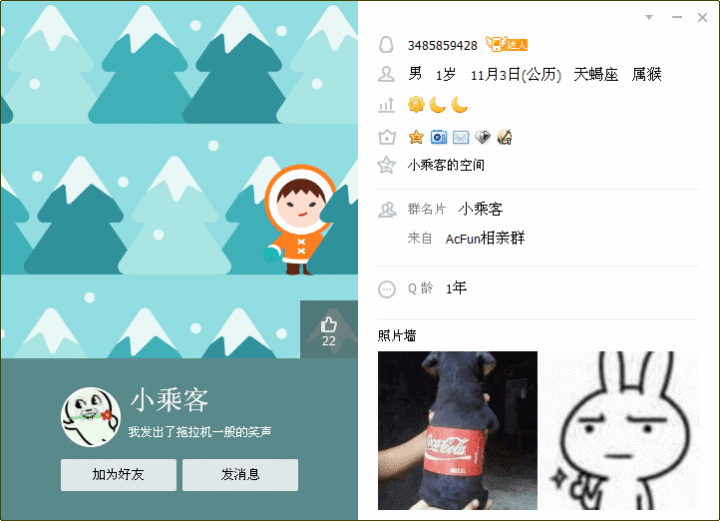 3485859428 达人
男 1岁 11月3日(公历) 天蝎座 属猴
小乘客的空间
群名片 小乘客
来自 AcFun相亲群
Q 龄 1年
照片墙
Coca-Cola
22
小乘客
我发出了拖拉机一般的笑声
加为好友 发消息